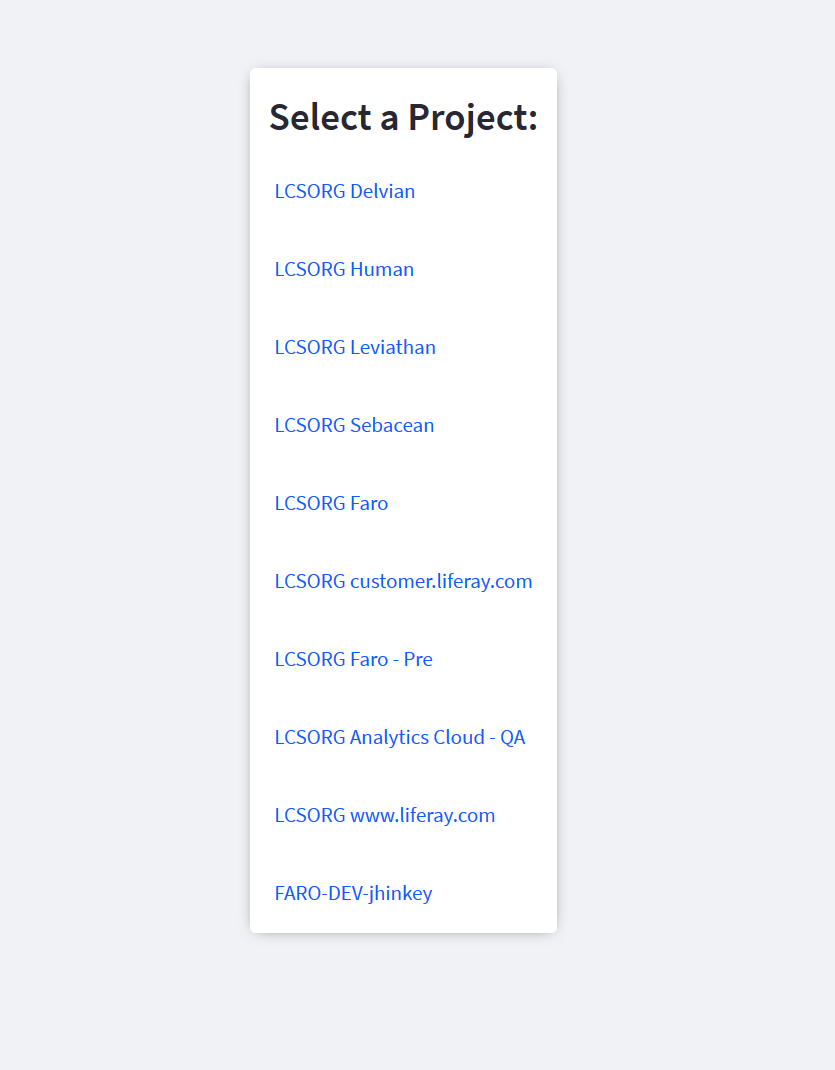 Select a Project:
LCSORG Delvian
LCSORG Human
LCSORG Leviathan
LCSORG Sebacean
LCSORG Faro
LCSORG customer.liferay.com
LCSORG Faro - Pre
LCSORG Analytics Cloud - QA
LCSORG www.liferay.com
FARO-DEV-jhinkey